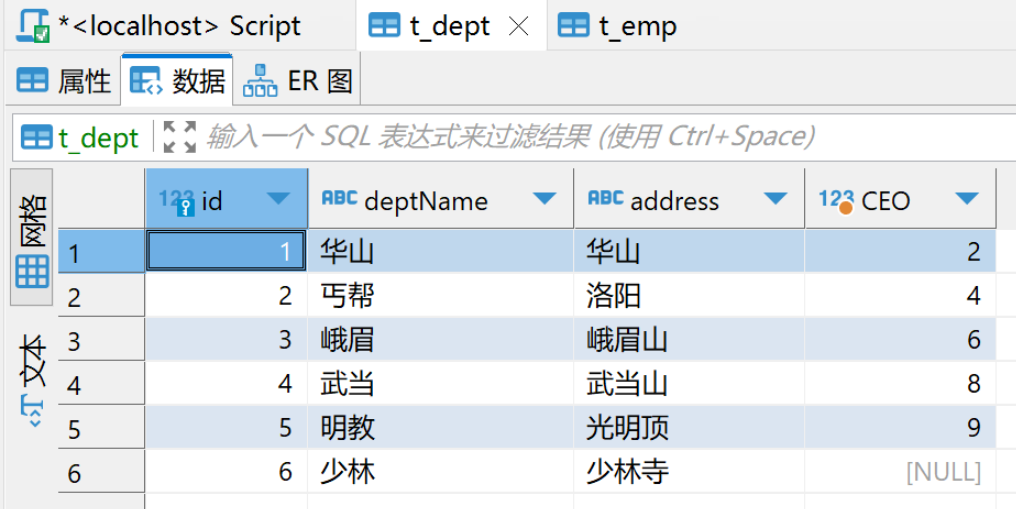 *<localhost> Script t_dept t_emp
属性 数据 ER 图
t_dept 输入一个 SQL 表达式来过滤结果 (使用 Ctrl+Space)
网格
文本
123 id ABC deptName ABC address 123 CEO
1 1 华山 华山 2
2 2 丐帮 洛阳 4
3 3 峨眉 峨眉山 6
4 4 武当 武当山 8
5 5 明教 光明顶 9
6 6 少林 少林寺 [NULL]